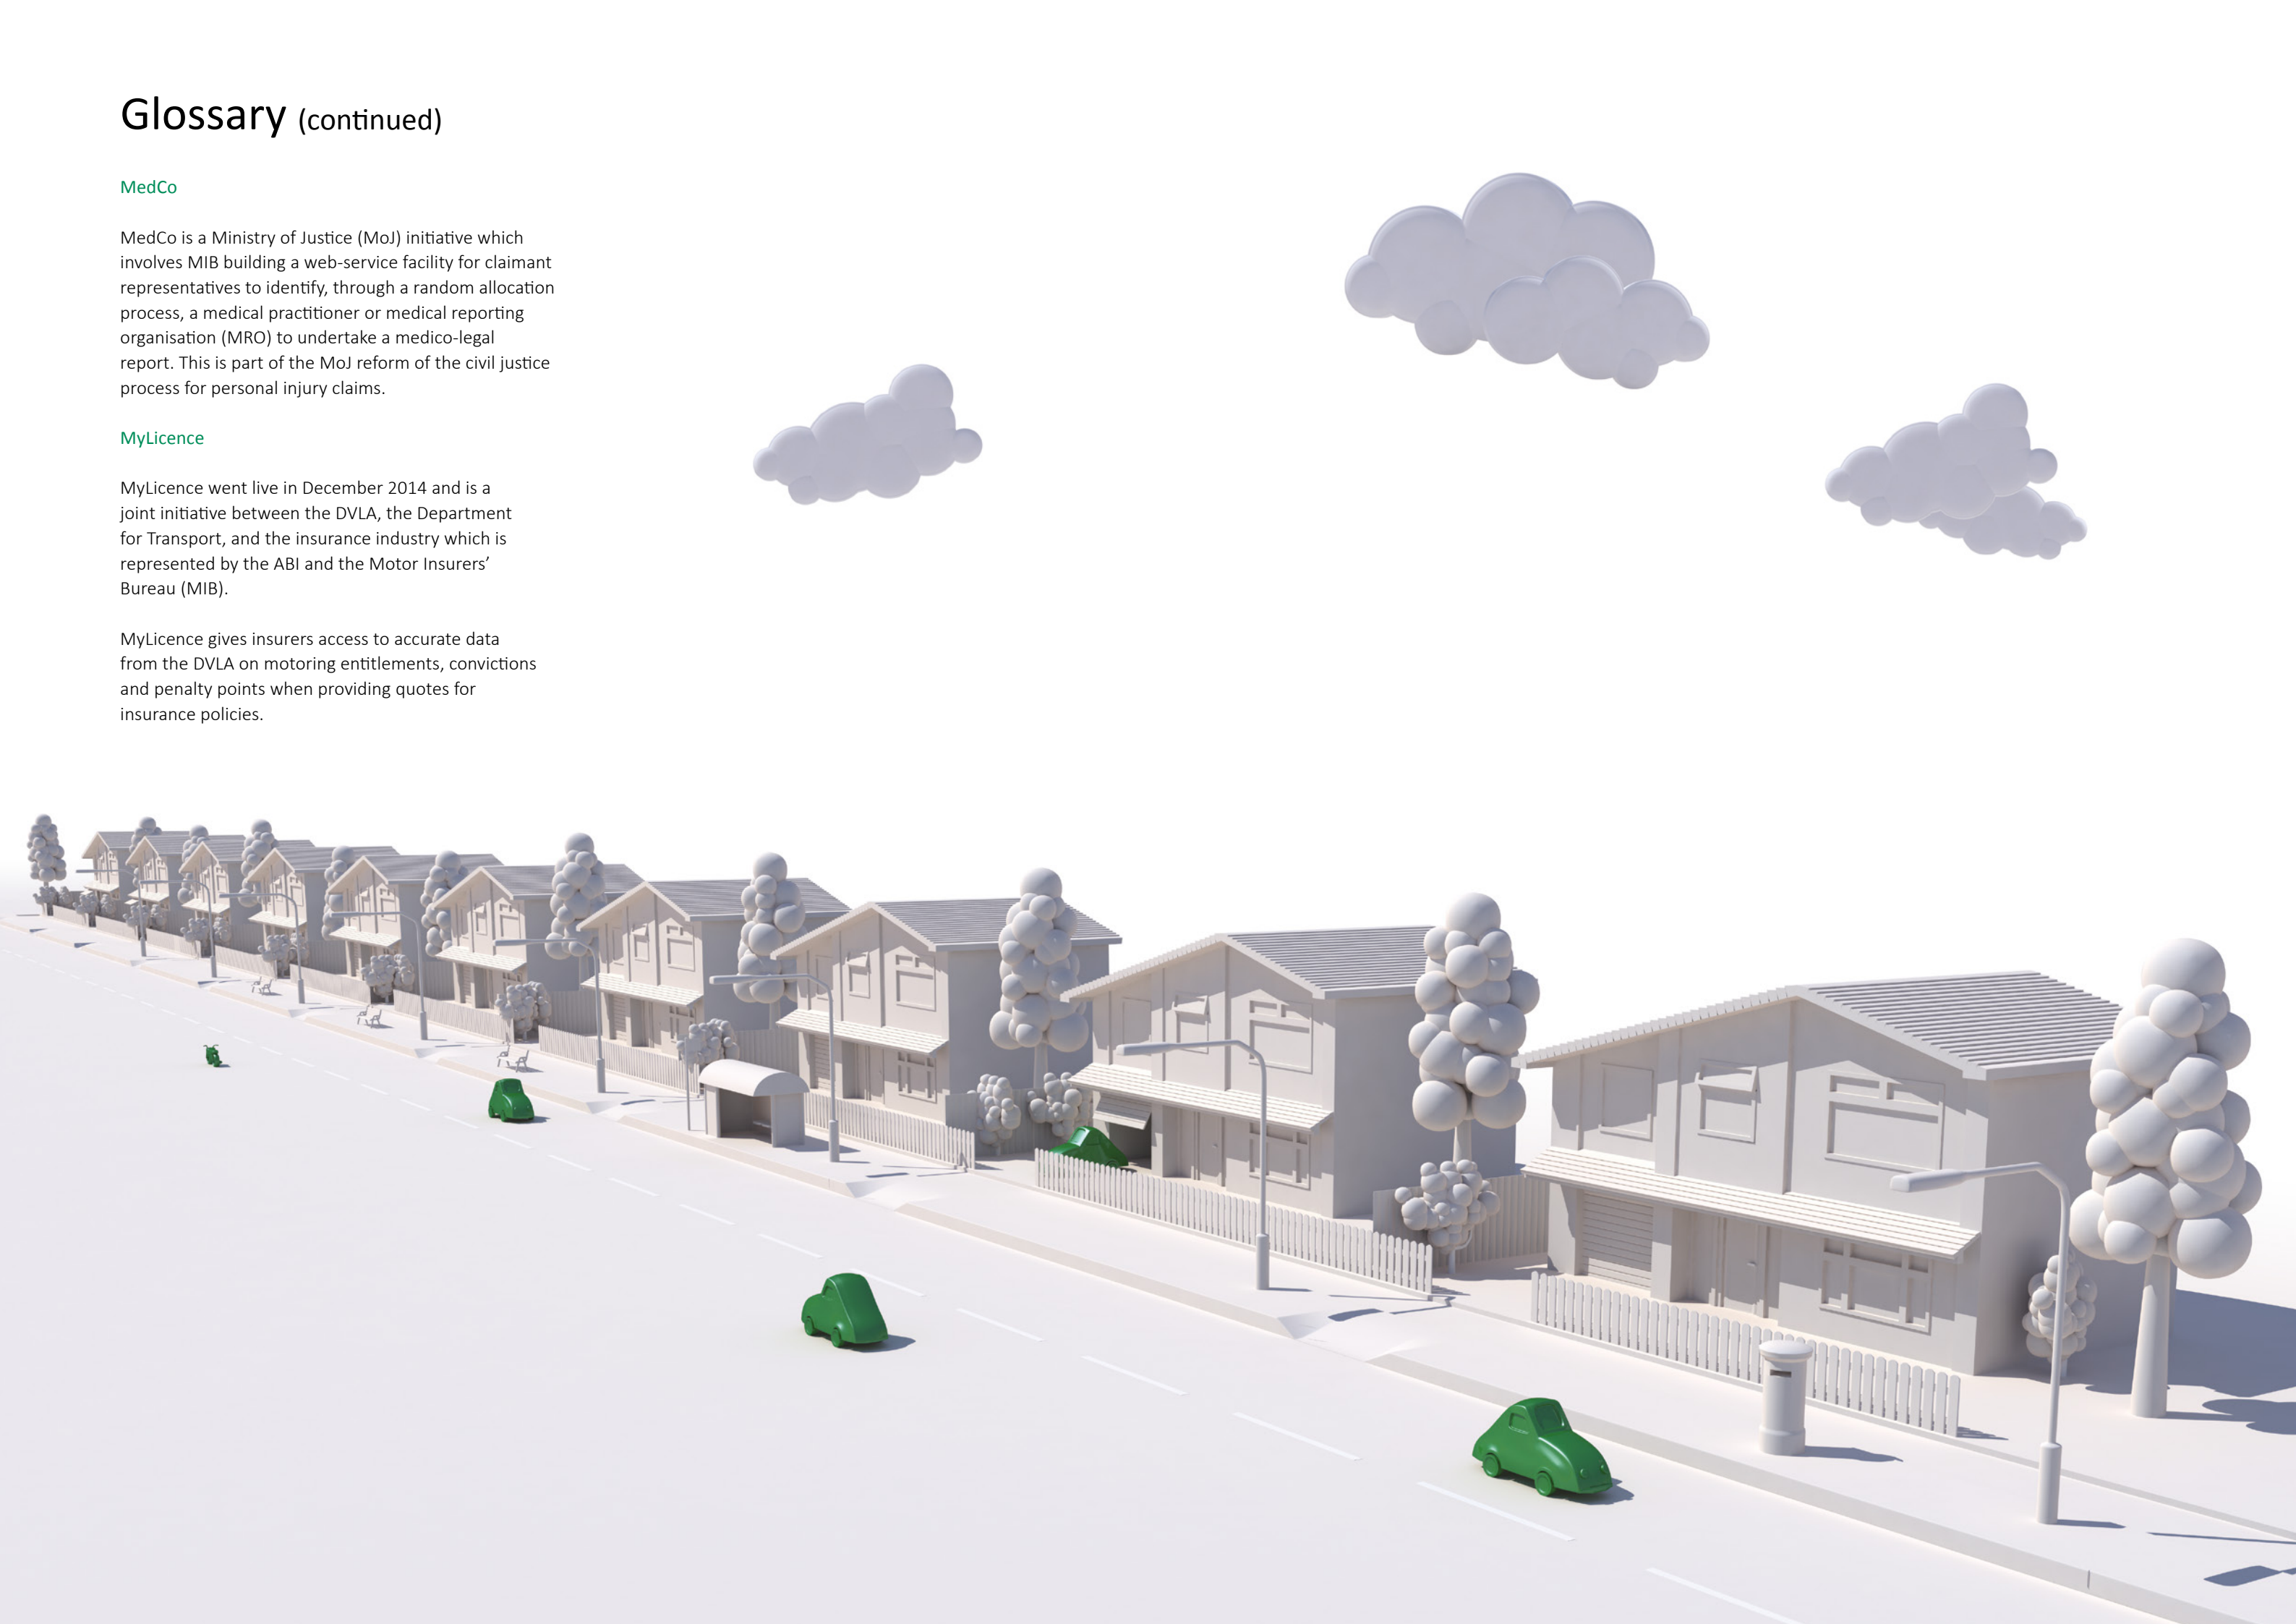 Glossary (continued)
MedCo
MedCo is a Ministry of Justice (MoJ) initiative which
involves MIB building a web-service facility for claimant
representatives to identify, through a random allocation
process, a medical practitioner or medical reporting
organisation (MRO) to undertake a medico-legal
report. This is part of the MoJ reform of the civil justice
process for personal injury claims.
MyLicence
MyLicence went live in December 2014 and is a
joint initiative between the DVLA, the Department
for Transport, and the insurance industry which is
represented by the ABI and the Motor Insurers’
Bureau (MIB).
MyLicence gives insurers access to accurate data
from the DVLA on motoring entitlements, convictions
and penalty points when providing quotes for
insurance policies.